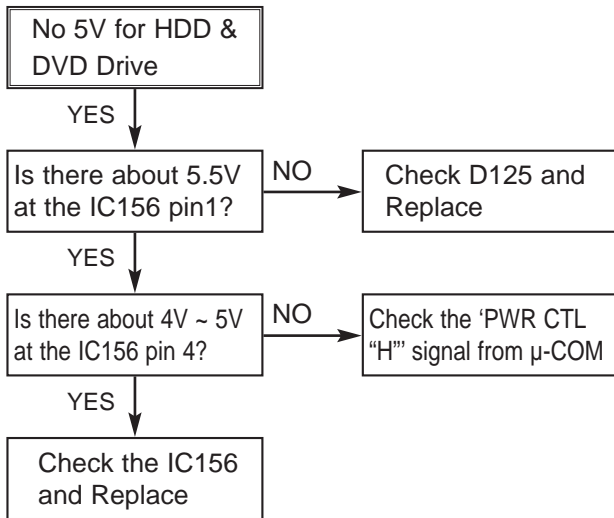 No 5V for HDD &
DVD Drive
YES
Is there about 5.5V
at the IC156 pin1?
NO
Check D125 and
Replace
YES
Is there about 4V ~ 5V
at the IC156 pin 4?
NO
Check the ‘PWR CTL
“H”’ signal from µ-COM
YES
Check the IC156
and Replace